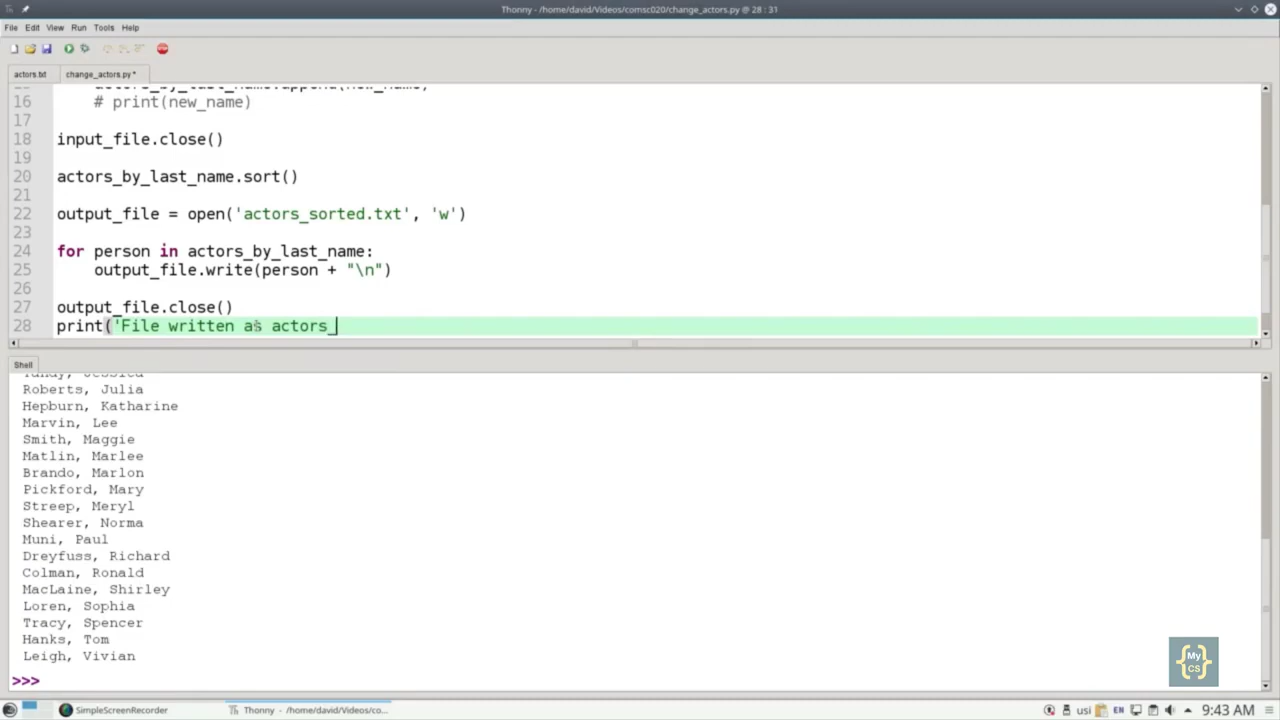 Thonny - /home/david/Videos/comsc020/change_actors.py @ 28 : 31
File Edit View Run Tools Help
actors.txt change_actors.py *
16 # print(new_name)
17
18 input_file.close()
19
20 actors_by_last_name.sort()
21
22 output_file = open('actors_sorted.txt', 'w')
23
24 for person in actors_by_last_name:
25 output_file.write(person + "\n")
26
27 output_file.close()
28 print('File written as actors_
Shell
Roberts, Julia
Hepburn, Katharine
Marvin, Lee
Smith, Maggie
Matlin, Marlee
Brando, Marlon
Pickford, Mary
Streep, Meryl
Shearer, Norma
Muni, Paul
Dreyfuss, Richard
Colman, Ronald
MacLaine, Shirley
Loren, Sophia
Tracy, Spencer
Hanks, Tom
Leigh, Vivian
>>>
{My CS}
SimpleScreenRecorder Thonny - /home/david/Videos/co... usi EN 9:43 AM